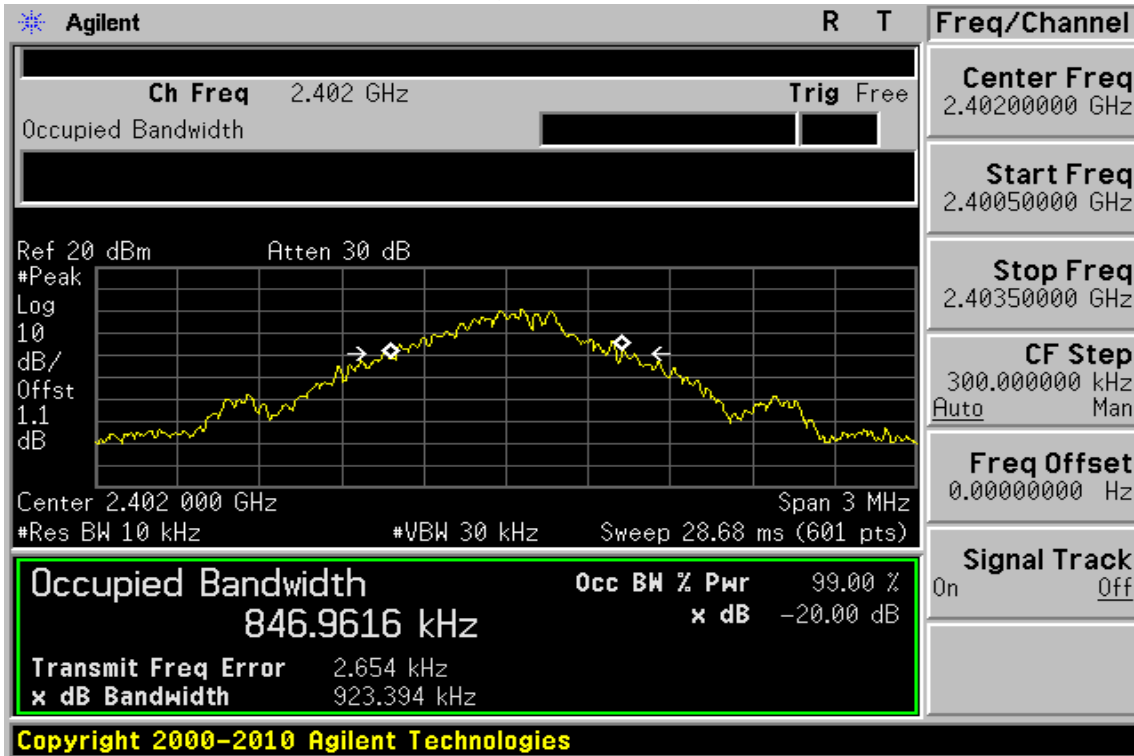 Agilent R T
Ch Freq 2.402 GHz Trig Free
Occupied Bandwidth
Ref 20 dBm Atten 30 dB
#Peak
Log
10
dB/
Offst
1.1
dB
Center 2.402 000 GHz Span 3 MHz
#Res BW 10 kHz #VBW 30 kHz Sweep 28.68 ms (601 pts)
Occupied Bandwidth Occ BW % Pwr 99.00 %
846.9616 kHz x dB -20.00 dB
Transmit Freq Error 2.654 kHz
x dB Bandwidth 923.394 kHz
Copyright 2000-2010 Agilent Technologies
Freq/Channel
Center Freq
2.40200000 GHz
Start Freq
2.40050000 GHz
Stop Freq
2.40350000 GHz
CF Step
300.000000 kHz
Auto Man
Freq Offset
0.00000000 Hz
Signal Track
On Off